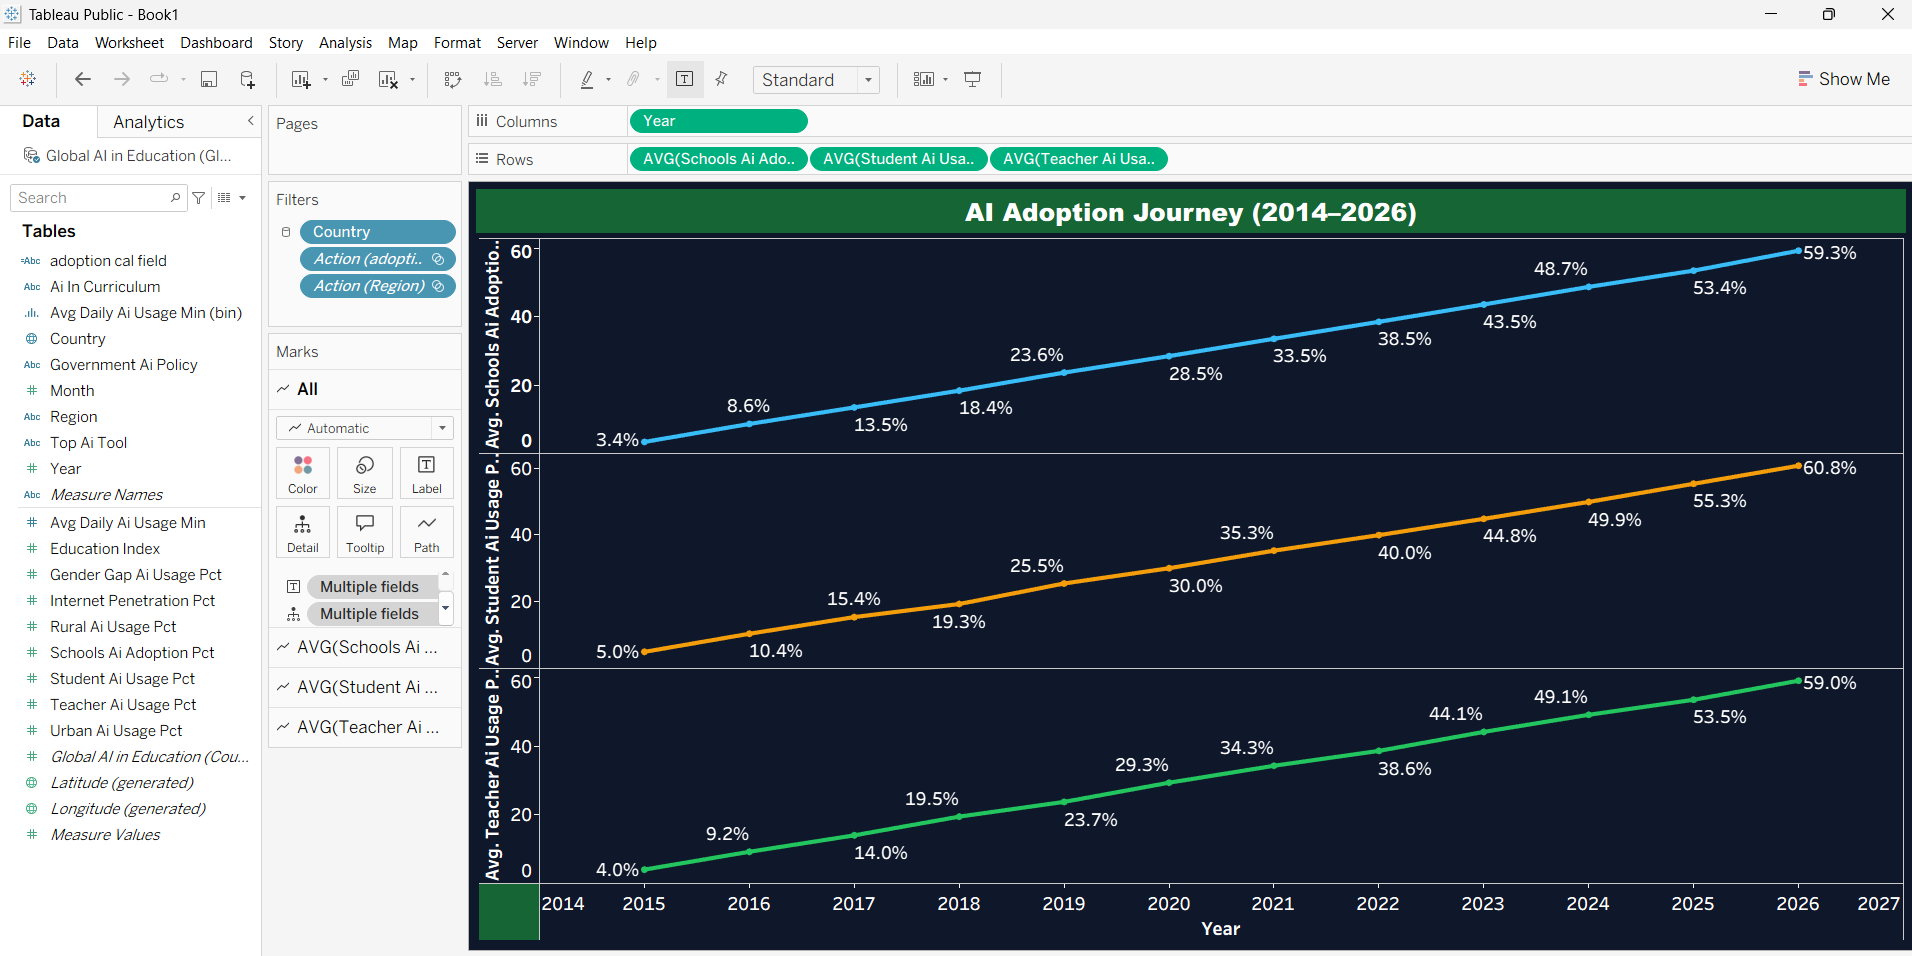 Tableau Public - Book1
File Data Worksheet Dashboard Story Analysis Map Format Server Window Help
Standard
Show Me
Data Analytics
Global AI in Education (Gl...
Search
Tables
=Abc adoption cal field
Abc Ai In Curriculum
Avg Daily Ai Usage Min (bin)
Country
Abc Government Ai Policy
# Month
Abc Region
Abc Top Ai Tool
# Year
Abc Measure Names
# Avg Daily Ai Usage Min
# Education Index
# Gender Gap Ai Usage Pct
# Internet Penetration Pct
# Rural Ai Usage Pct
# Schools Ai Adoption Pct
# Student Ai Usage Pct
# Teacher Ai Usage Pct
# Urban Ai Usage Pct
# Global AI in Education (Cou...
Latitude (generated)
Longitude (generated)
# Measure Values
Pages
Filters
Country
Action (adopti..
Action (Region)
Marks
All
Automatic
Color Size Label
Detail Tooltip Path
Multiple fields
Multiple fields
AVG(Schools Ai ...
AVG(Student Ai ...
AVG(Teacher Ai ...
Columns Year
Rows AVG(Schools Ai Ado.. AVG(Student Ai Usa.. AVG(Teacher Ai Usa..
AI Adoption Journey (2014–2026)
Avg. Schools Ai Adoptio..
60
40
20
0
3.4% 8.6% 13.5% 18.4% 23.6% 28.5% 33.5% 38.5% 43.5% 48.7% 53.4% 59.3%
Avg. Student Ai Usage P..
60
40
20
0
5.0% 10.4% 15.4% 19.3% 25.5% 30.0% 35.3% 40.0% 44.8% 49.9% 55.3% 60.8%
Avg. Teacher Ai Usage P..
60
40
20
0
4.0% 9.2% 14.0% 19.5% 23.7% 29.3% 34.3% 38.6% 44.1% 49.1% 53.5% 59.0%
2014 2015 2016 2017 2018 2019 2020 2021 2022 2023 2024 2025 2026 2027
Year